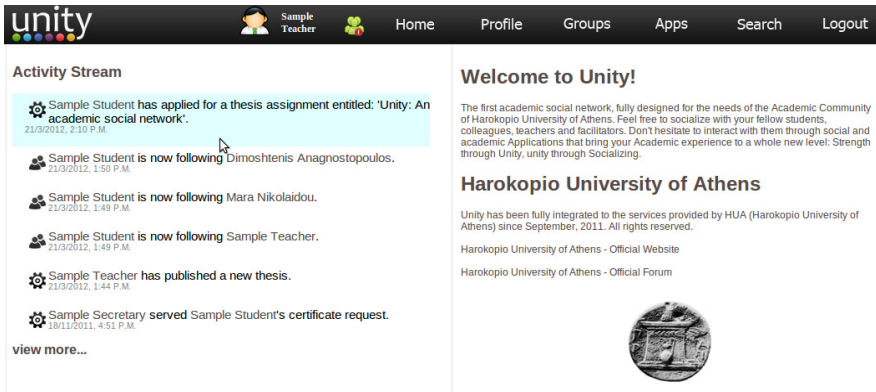 unity
Sample
Teacher
Home
Profile
Groups
Apps
Search
Logout
Activity Stream
Sample Student has applied for a thesis assignment entitled: 'Unity: An
academic social network'.
21/3/2012, 2:10 P.M.
Sample Student is now following Dimoshtenis Anagnostopoulos.
21/3/2012, 1:50 P.M.
Sample Student is now following Mara Nikolaidou.
21/3/2012, 1:49 P.M.
Sample Student is now following Sample Teacher.
21/3/2012, 1:49 P.M.
Sample Teacher has published a new thesis.
21/3/2012, 1:44 P.M.
Sample Secretary served Sample Student's certificate request.
18/11/2011, 4:51 P.M.
view more...
Welcome to Unity!
The first academic social network, fully designed for the needs of the Academic Community
of Harokopio University of Athens. Feel free to socialize with your fellow students,
colleagues, teachers and facilitators. Don't hesitate to interact with them through social and
academic Applications that bring your Academic experience to a whole new level: Strength
through Unity, unity through Socializing.
Harokopio University of Athens
Unity has been fully integrated to the services provided by HUA (Harokopio University of
Athens) since September, 2011. All rights reserved.
Harokopio University of Athens - Official Website
Harokopio University of Athens - Official Forum